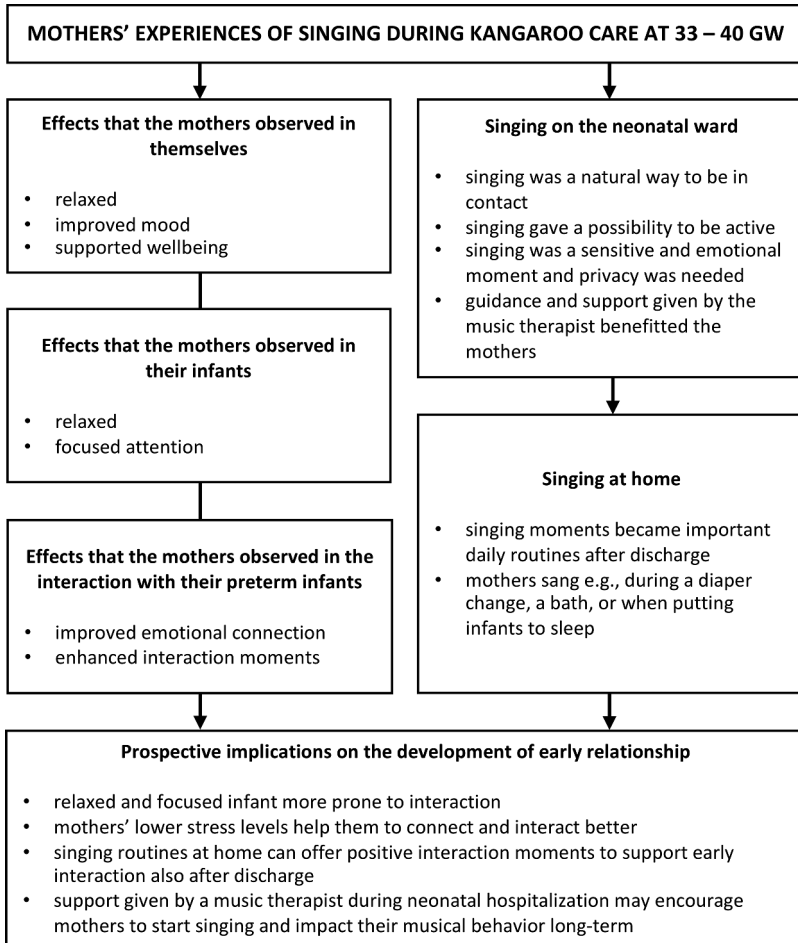 MOTHERS' EXPERIENCES OF SINGING DURING KANGAROO CARE AT 33 – 40 GW
Effects that the mothers observed in
themselves
• relaxed
• improved mood
• supported wellbeing
Effects that the mothers observed in
their infants
• relaxed
• focused attention
Effects that the mothers observed in the
interaction with their preterm infants
• improved emotional connection
• enhanced interaction moments
Singing on the neonatal ward
• singing was a natural way to be in
contact
• singing gave a possibility to be active
• singing was a sensitive and emotional
moment and privacy was needed
• guidance and support given by the
music therapist benefitted the
mothers
Singing at home
• singing moments became important
daily routines after discharge
• mothers sang e.g., during a diaper
change, a bath, or when putting
infants to sleep
Prospective implications on the development of early relationship
• relaxed and focused infant more prone to interaction
• mothers' lower stress levels help them to connect and interact better
• singing routines at home can offer positive interaction moments to support early
interaction also after discharge
• support given by a music therapist during neonatal hospitalization may encourage
mothers to start singing and impact their musical behavior long-term